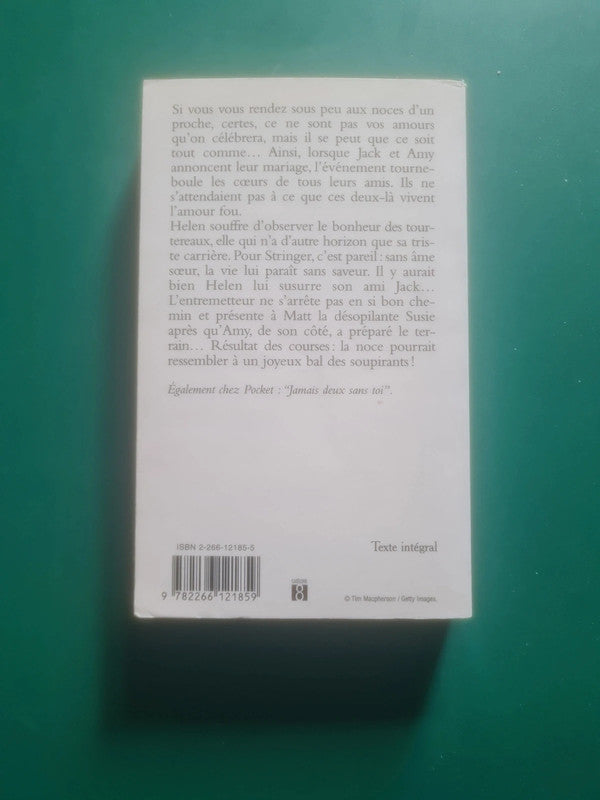 Si vous vous rendez sous peu aux noces d'un
proche, certes, ce ne sont pas vos amours
qu'on célébrera, mais il se peut que ce soit
tout comme… Ainsi, lorsque Jack et Amy
annoncent leur mariage, l'événement tourne-
boule les cœurs de tous leurs amis. Ils ne
s'attendaient pas à ce que ces deux-là vivent
l'amour fou.
Helen souffre d'observer le bonheur des tour-
tereaux, elle qui n'a d'autre horizon que sa tris-
te carrière. Pour Stringer, c'est pareil : sans âme
sœur, la vie lui paraît sans saveur. Il y aurait
bien Helen lui susurre son ami Jack…
L'entremetteur ne s'arrête pas en si bon che-
min et présente à Matt la désopilante Susie
après qu'Amy, de son côté, a préparé le ter-
rain… Résultat des courses : la noce pourrait
ressembler à un joyeux bal des soupirants !
Également chez Pocket : “Jamais deux sans toi”.
ISBN 2-266-12185-5
Texte intégral
9 782266 121859
8
© Tim Macpherson / Getty Images.